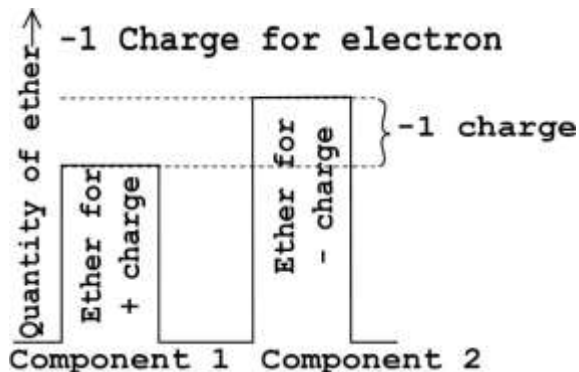 -1 Charge for electron
Quantity of ether
Ether for
+ charge
Ether for
- charge
-1 charge
Component 1
Component 2